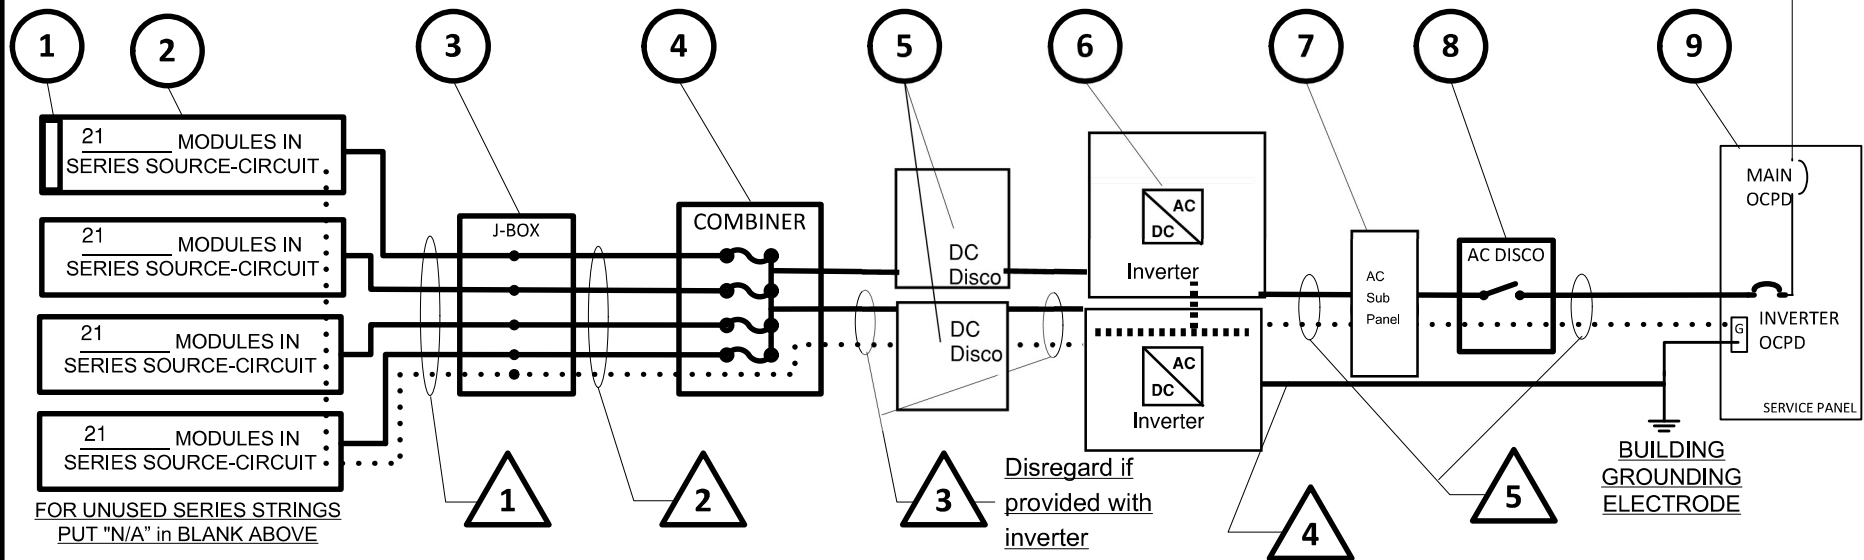 1
2
3
4
5
6
7
8
9
21 MODULES IN
SERIES SOURCE-CIRCUIT
21 MODULES IN
SERIES SOURCE-CIRCUIT
21 MODULES IN
SERIES SOURCE-CIRCUIT
21 MODULES IN
SERIES SOURCE-CIRCUIT
FOR UNUSED SERIES STRINGS
PUT "N/A" in BLANK ABOVE
J-BOX
COMBINER
DC
Disco
DC
Disco
AC
DC
Inverter
AC
DC
Inverter
AC
Sub
Panel
AC DISCO
MAIN
OCPD
INVERTER
OCPD
G
SERVICE PANEL
BUILDING
GROUNDING
ELECTRODE
1
2
3
Disregard if
provided with
inverter
4
5